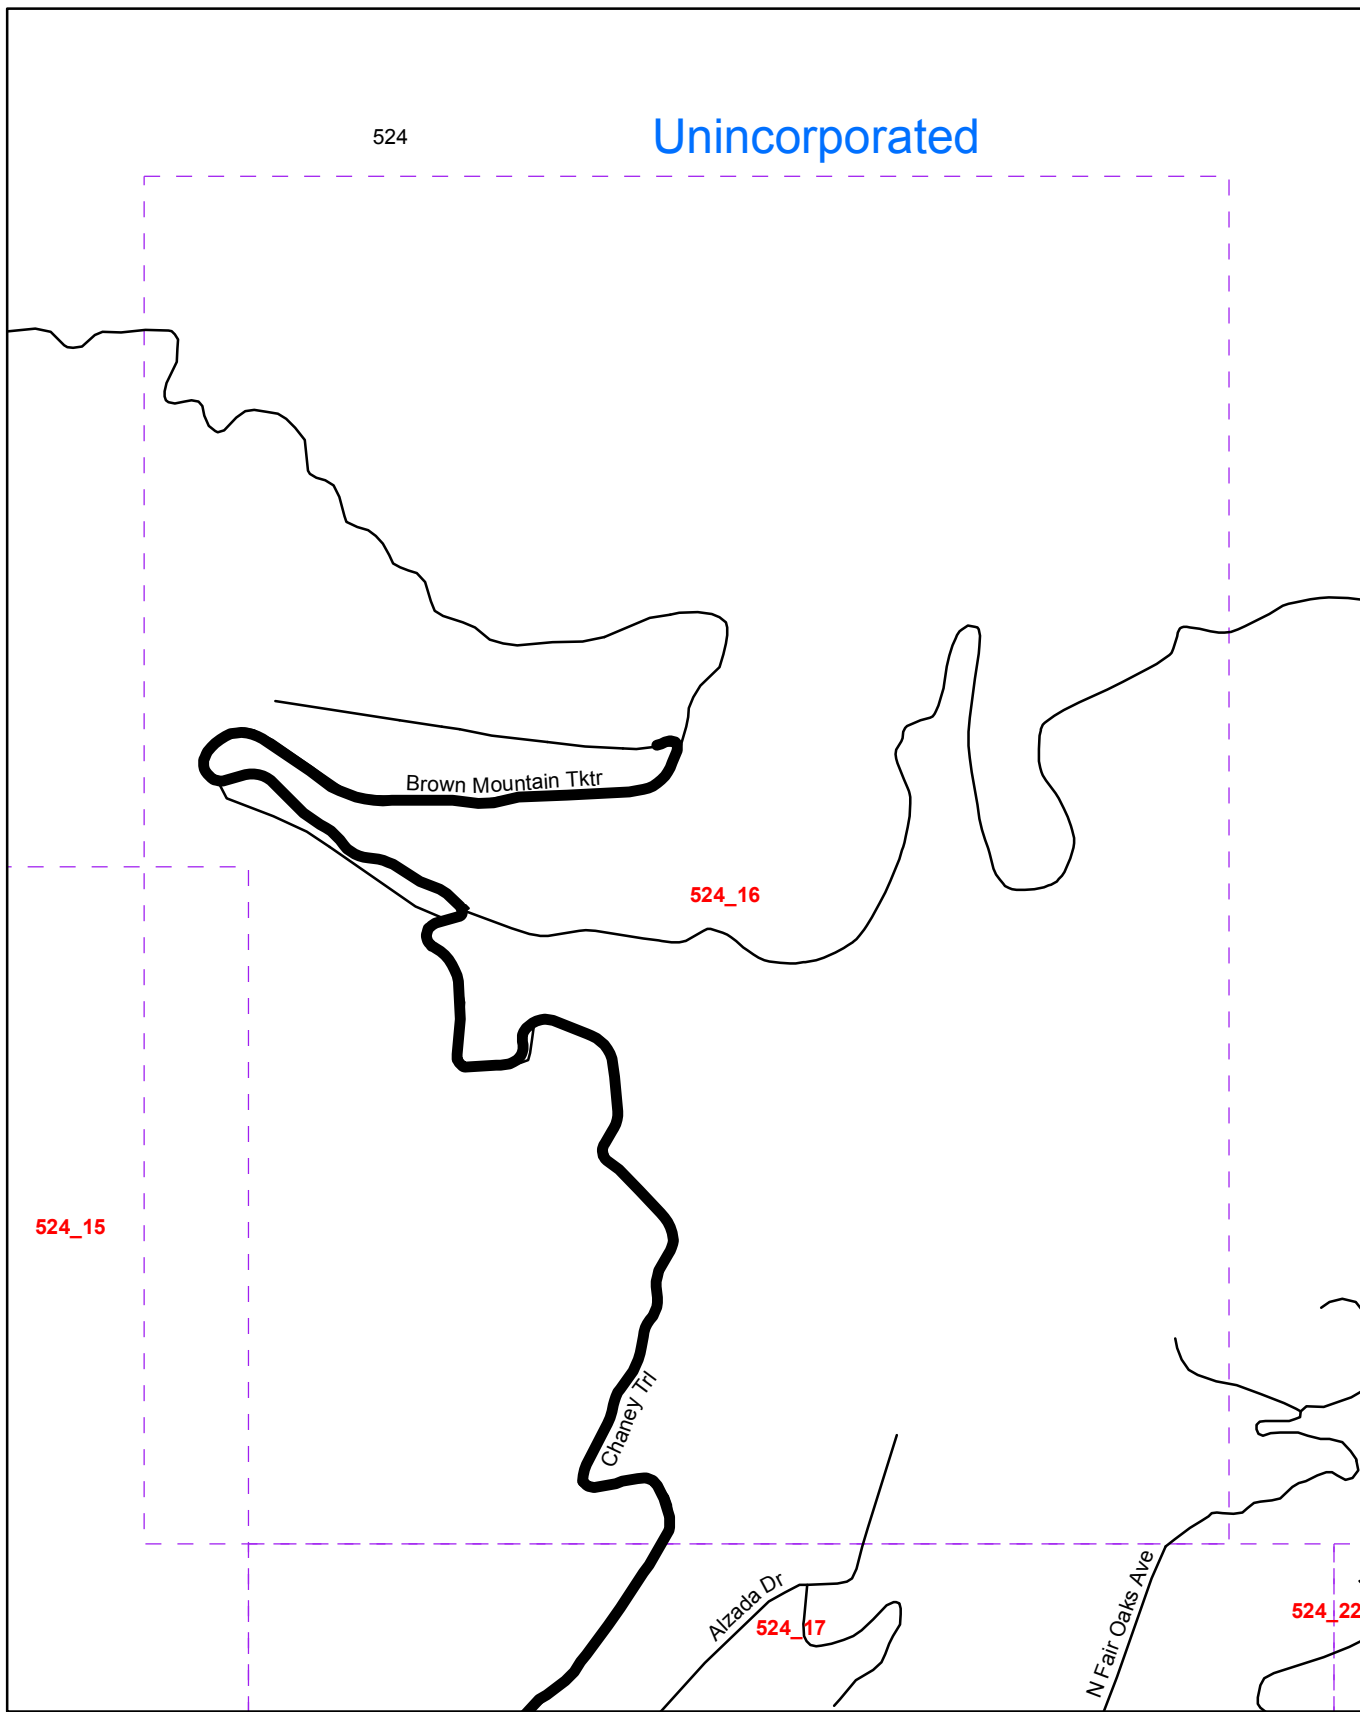 524
Unincorporated
Brown Mountain Tktr
524_16
524_15
Chaney Trl
Alzada Dr
524_17
N Fair Oaks Ave
524_22